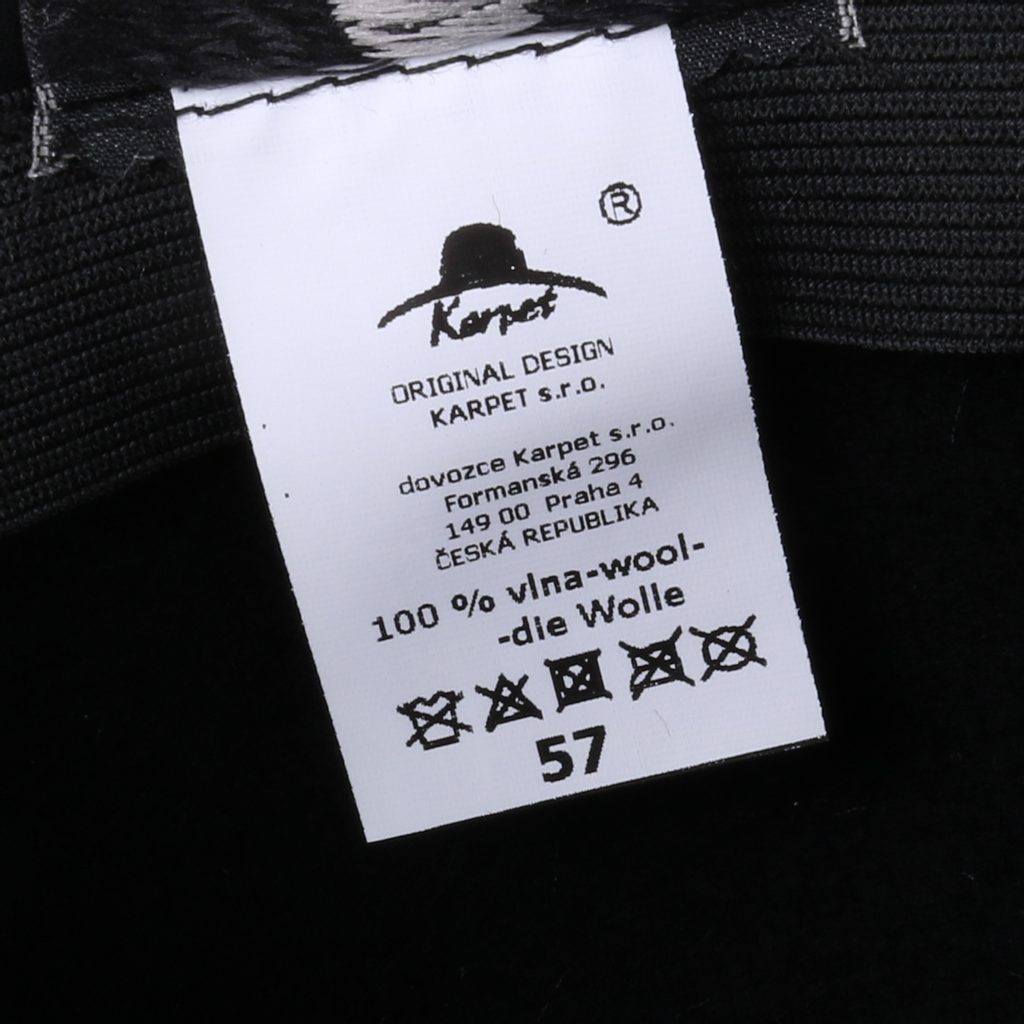 ®
Karpet
ORIGINAL DESIGN
KARPET s.r.o.
dovozce Karpet s.r.o.
Formanská 296
149 00 Praha 4
ČESKÁ REPUBLIKA
100 % vlna-wool-
-die Wolle
57